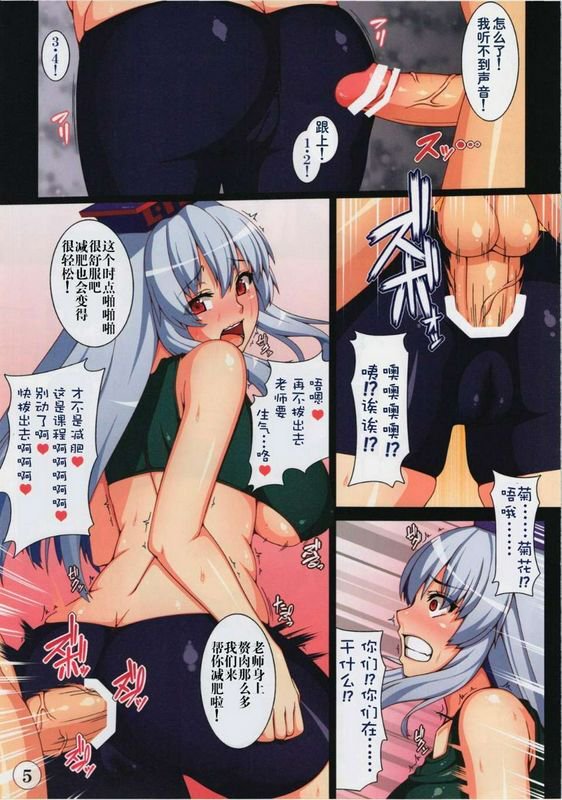 怎么了!
我听不到声音!
3·4!
跟上!
1·2!
ズッ…
ズドキ
噢噢噢噢!?
咦!?诶诶!?
这个时点啪啪啪
很舒服吧
减肥也会变得
很轻松!
唔嗯♥
再不拔出去
老师要
生气…咯♥
才不是减肥♥
这是课程啊啊啊♥
别动了啊♥
快拔出去啊啊♥
老师身上
赘肉那么多
我们来
帮你减肥啦!
菊……菊花!?
唔哦……
你们!?你们在……
干什么!?
5